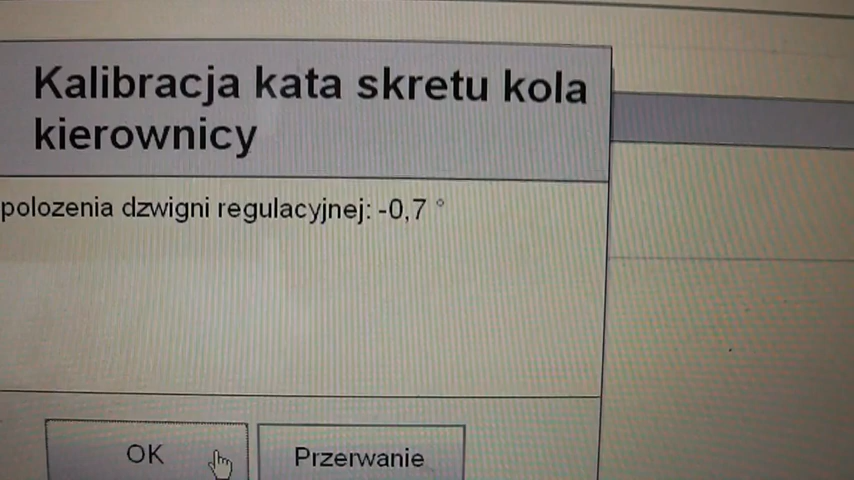 Kalibracja kata skretu kola
kierownicy
polozenia dzwigni regulacyjnej: -0,7 °
OK
Przerwanie